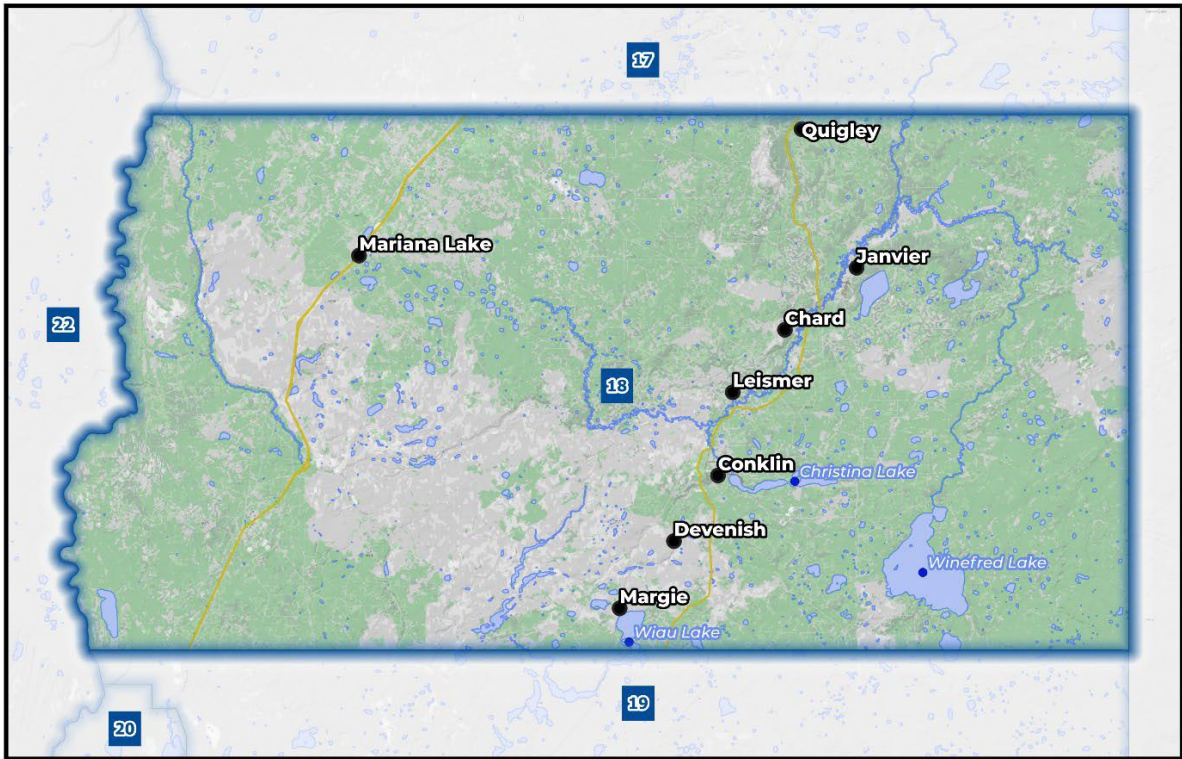 17
Quigley
Mariana Lake
Janvier
22
Chard
18
Leismer
Conklin
Christina Lake
Devenish
Winefred Lake
Margie
Wiau Lake
19
20